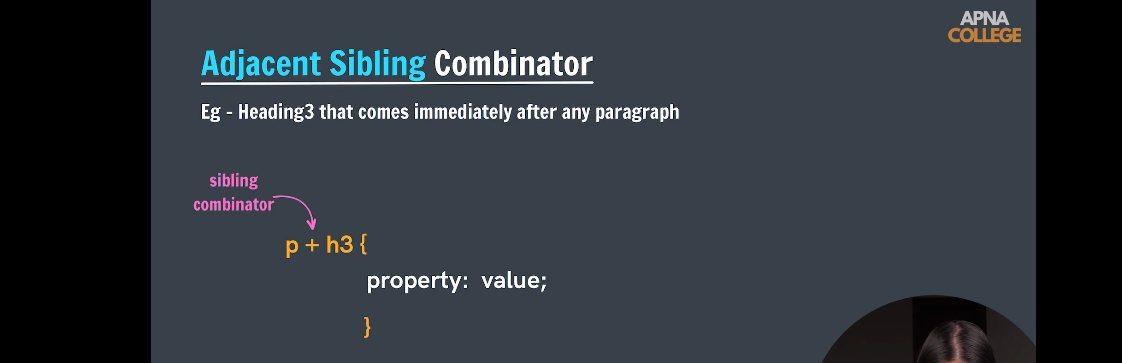 APNA
COLLEGE
Adjacent Sibling Combinator
Eg - Heading3 that comes immediately after any paragraph
sibling
combinator
p + h3 {
property: value;
}